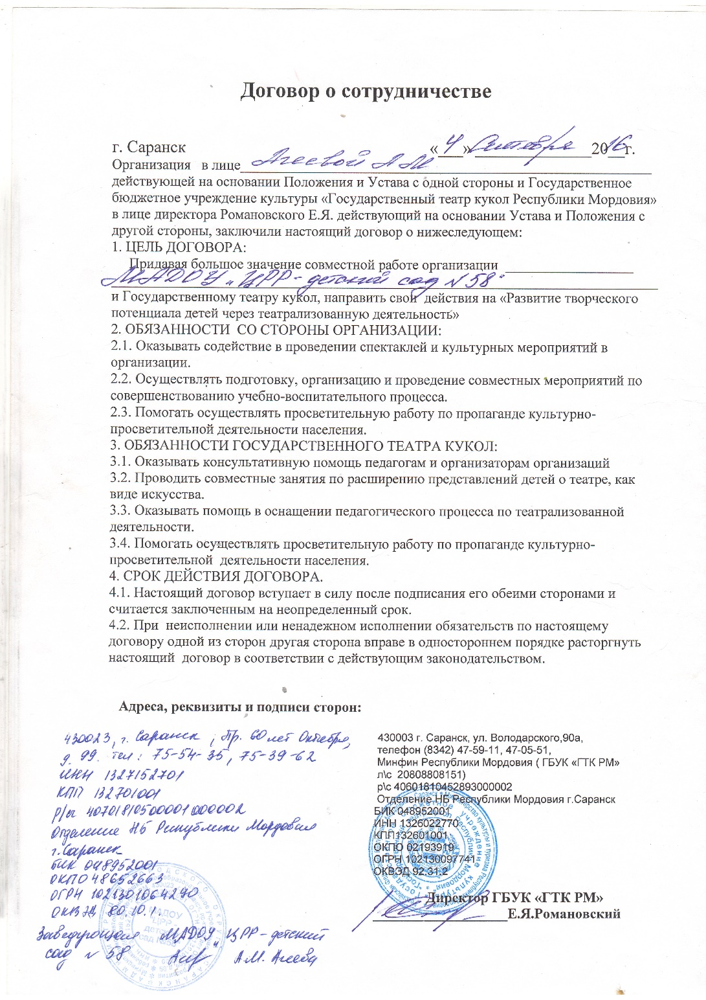 Договор о сотрудничестве
г. Саранск «4» Сентября 2016г.
Организация в лице Агеевой А М
действующей на основании Положения и Устава с одной стороны и Государственное
бюджетное учреждение культуры «Государственный театр кукол Республики Мордовия»
в лице директора Романовского Е.Я. действующий на основании Устава и Положения с
другой стороны, заключили настоящий договор о нижеследующем:
1. ЦЕЛЬ ДОГОВОРА:
Придавая большое значение совместной работе организации
МАДОУ „ЦРР-детский сад №58"
и Государственному театру кукол, направить свои действия на «Развитие творческого
потенциала детей через театрализованную деятельность»
2. ОБЯЗАННОСТИ СО СТОРОНЫ ОРГАНИЗАЦИИ:
2.1. Оказывать содействие в проведении спектаклей и культурных мероприятий в
организации.
2.2. Осуществлять подготовку, организацию и проведение совместных мероприятий по
совершенствованию учебно-воспитательного процесса.
2.3. Помогать осуществлять просветительную работу по пропаганде культурно-
просветительной деятельности населения.
3. ОБЯЗАННОСТИ ГОСУДАРСТВЕННОГО ТЕАТРА КУКОЛ:
3.1. Оказывать консультативную помощь педагогам и организаторам организаций
3.2. Проводить совместные занятия по расширению представлений детей о театре, как
виде искусства.
3.3. Оказывать помощь в оснащении педагогического процесса по театрализованной
деятельности.
3.4. Помогать осуществлять просветительную работу по пропаганде культурно-
просветительной деятельности населения.
4. СРОК ДЕЙСТВИЯ ДОГОВОРА.
4.1. Настоящий договор вступает в силу после подписания его обеими сторонами и
считается заключенным на неопределенный срок.
4.2. При неисполнении или ненадежном исполнении обязательств по настоящему
договору одной из сторон другая сторона вправе в одностороннем порядке расторгнуть
настоящий договор в соответствии с действующим законодательством.
Адреса, реквизиты и подписи сторон:
430023, г. Саранск, Пр. 60 лет Октября,
д. 99. тел: 75-54-35, 75-39-62
ИНН 1327152701
КПП 132701001
р/сч 40701810500001000002
Отделение НБ Республики Мордовия
г. Саранск
БИК 048952001
ОКПО 48652663
ОГРН 1021301064290
ОКВЭД 80.10.1.
Заведующая МАДОУ „ЦРР-детский
сад №58 А.М. Агеева
430003 г. Саранск, ул. Володарского,90а,
телефон (8342) 47-59-11, 47-05-51,
Минфин Республики Мордовия ( ГБУК «ГТК РМ»
л\с 20808808151)
р\с 40601810452893000002
Отделение НБ Республики Мордовия г.Саранск
БИК 048952001
ИНН 1326022770
КПП132601001
ОКПО 02193919
ОГРН 102130097741
ОКВЭД 92.31.2
Директор ГБУК «ГТК РМ»
Е.Я.Романовский